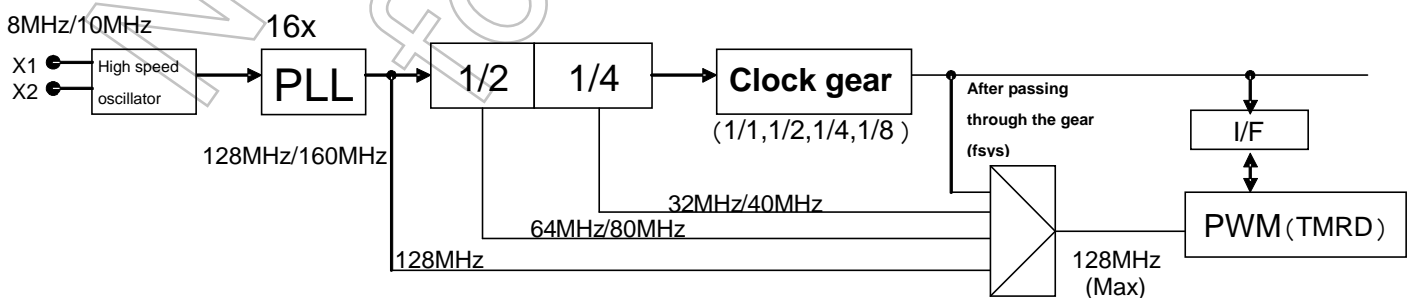 8MHz/10MHz
16x
X1
X2
High speed
oscillator
PLL
1/2
1/4
Clock gear
(1/1,1/2,1/4,1/8 )
After passing
through the gear
(fsys)
I/F
128MHz/160MHz
32MHz/40MHz
64MHz/80MHz
128MHz
128MHz
(Max)
PWM (TMRD)